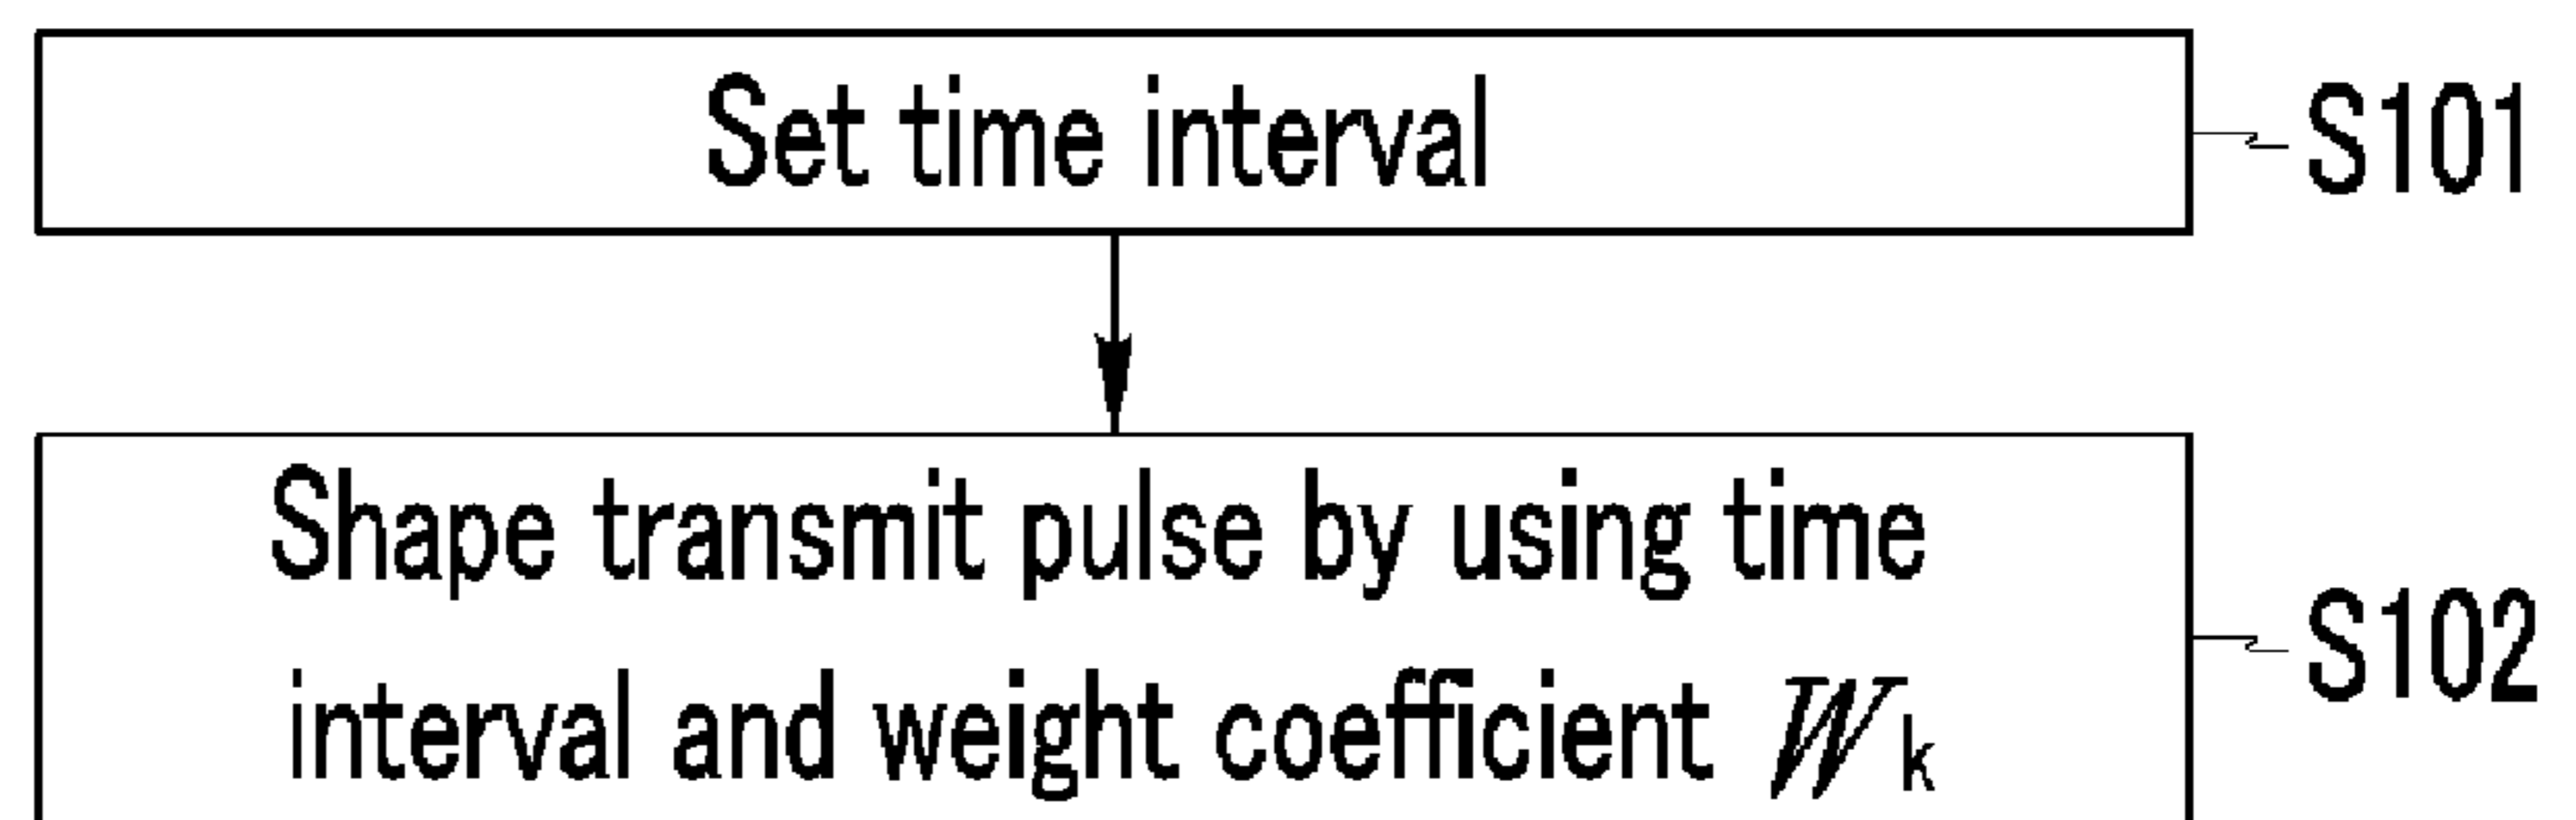 Set time interval
S101
Shape transmit pulse by using time
interval and weight coefficient Wk
S102